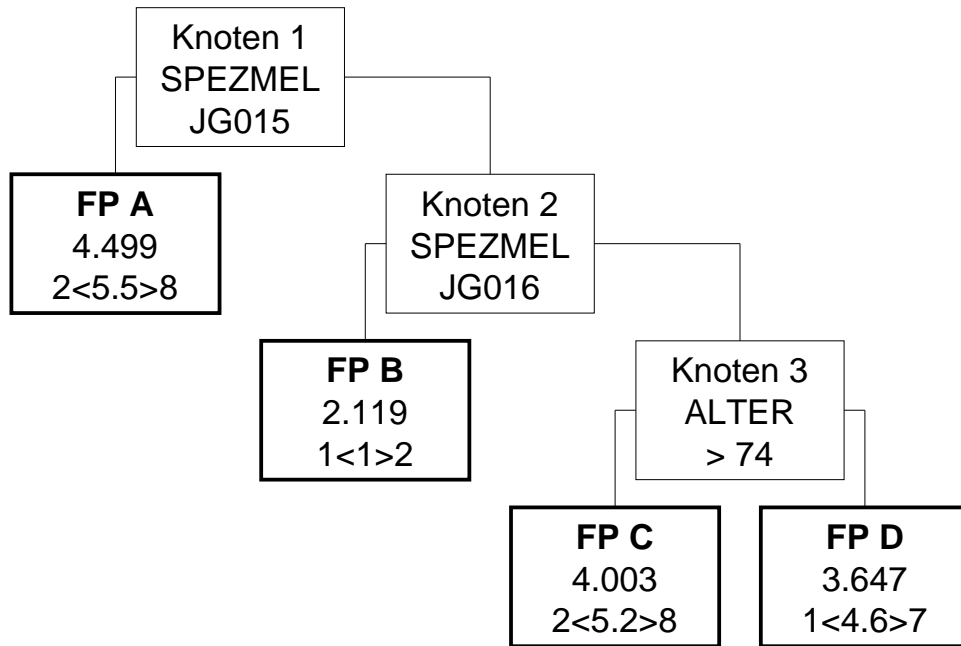 Knoten 1
SPEZMEL
JG015
FP A
4.499
2<5.5>8
Knoten 2
SPEZMEL
JG016
FP B
2.119
1<1>2
Knoten 3
ALTER
> 74
FP C
4.003
2<5.2>8
FP D
3.647
1<4.6>7